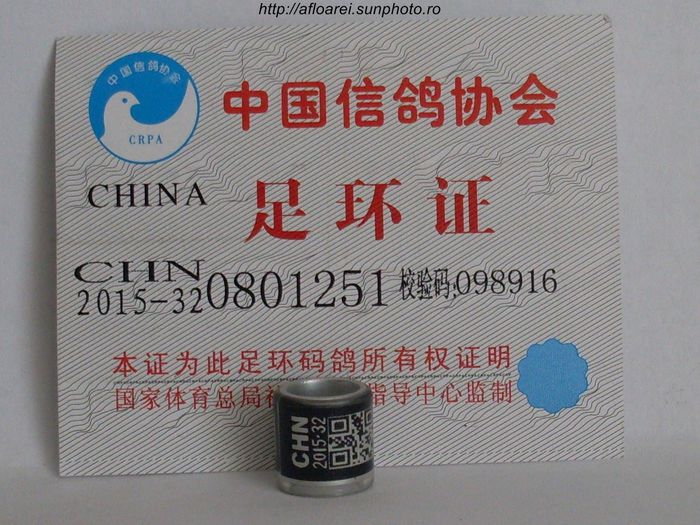 http://afloarei.sunphoto.ro
中国信鸽协会
CRPA
中国信鸽协会
CHINA
足环证
CHN
2015-320801251 校验码:098916
本证为此足环码鸽所有权证明
国家体育总局社 指导中心监制
CHN
2015-32